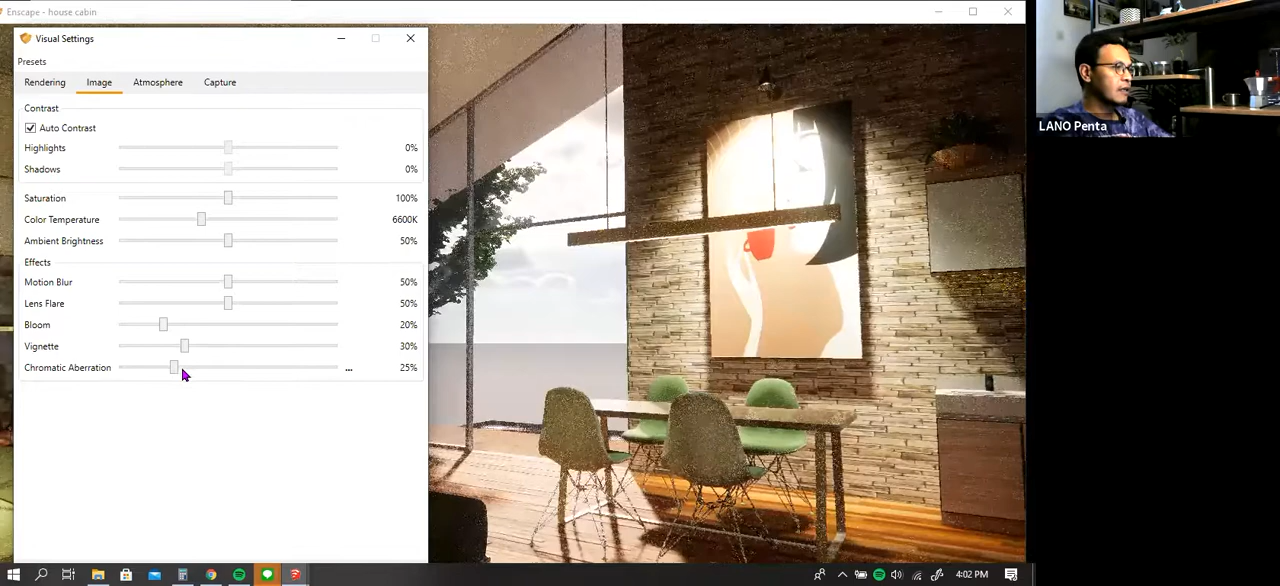 Enscape - house cabin
Visual Settings
Presets
Rendering Image Atmosphere Capture
Contrast
Auto Contrast
Highlights 0%
Shadows 0%
Saturation 100%
Color Temperature 6600K
Ambient Brightness 50%
Effects
Motion Blur 50%
Lens Flare 50%
Bloom 20%
Vignette 30%
Chromatic Aberration ... 25%
LANO Penta
4:02 PM